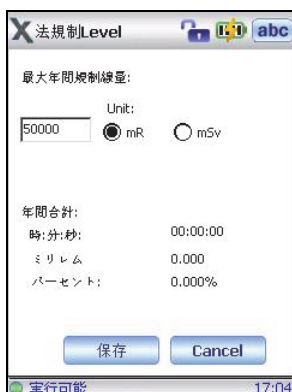 法規制Level
abc
最大年間規制線量:
Unit:
50000 mR mSv
年間合計:
時:分:秒: 00:00:00
ミリレム 0.000
パーセント: 0.000%
保存 Cancel
実行可能 17:04